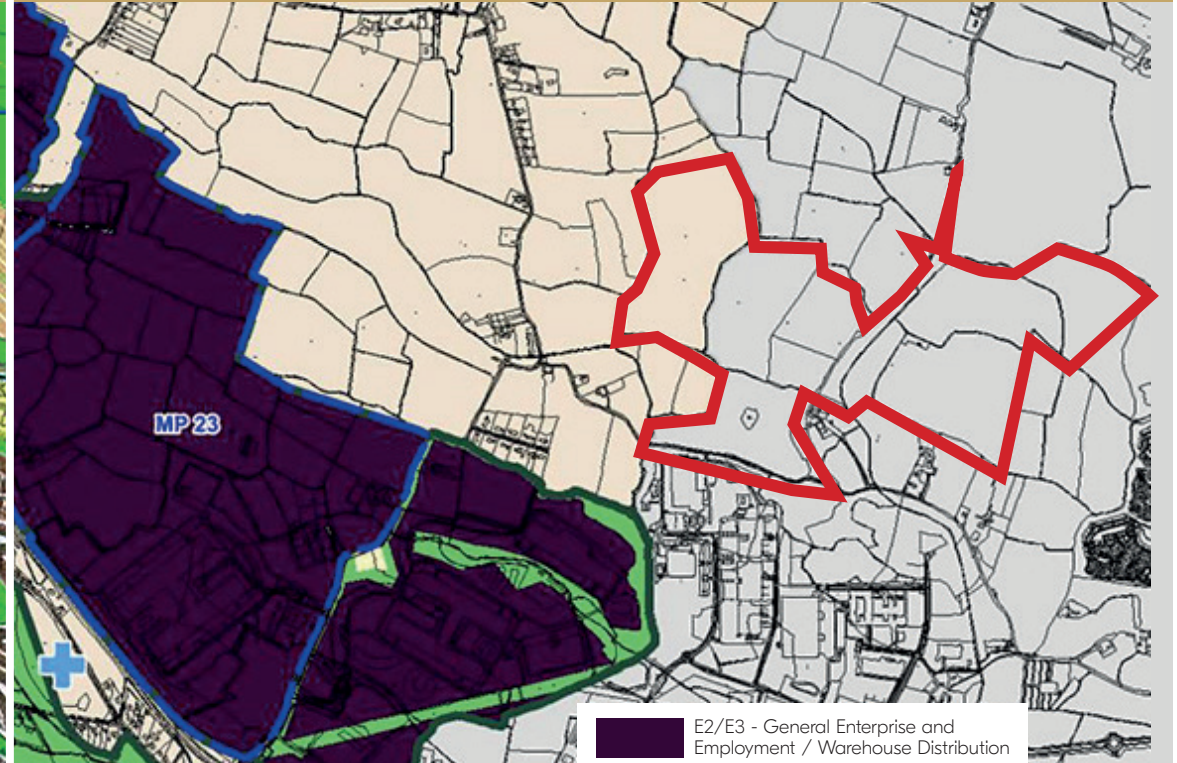 MP 23
E2/E3 - General Enterprise and
Employment / Warehouse Distribution